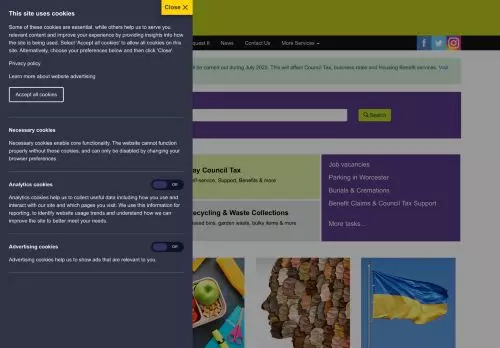 This site uses cookies
Close ×
Some of these cookies are essential, while others help us to serve you
relevant content and improve your experience by providing insights into how
the site is being used. Select 'Accept all cookies' to allow all cookies on this
site. Alternatively, choose your preferences below and then click 'Close'
Privacy policy
Learn more about website advertising
Accept all cookies
Necessary cookies
Necessary cookies enable core functionality. The website cannot function
properly without these cookies, and can only be disabled by changing your
browser preferences.
Analytics cookies
Off
Analytics cookies help us to collect useful data including how you use and
interact with our site and which pages you visit. We use this information for
reporting, to identify website usage trends and understand how we can
improve the site to better meet your needs.
Advertising cookies
Off
Advertising cookies help us to show ads that are relevant to you.
quest It
News
Contact Us
More Services
be carried out during July 2023. This will affect Council Tax, business rates and Housing Benefit services. Visit
Search
ay Council Tax
elf-service, Support, Benefits & more
ecycling & Waste Collections
issed bins, garden waste, bulky items & more
Job vacancies
Parking in Worcester
Burials & Cremations
Benefit Claims & Council Tax Support
More tasks...